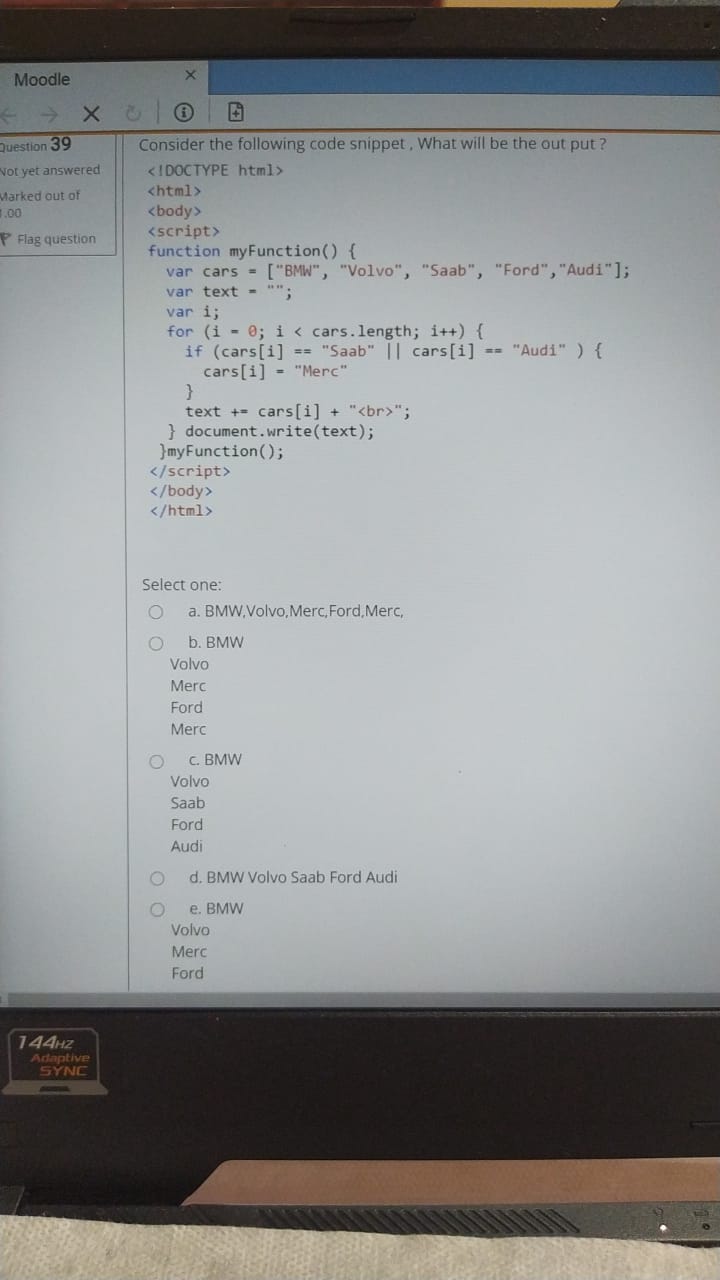 Moodle
Question 39
Not yet answered
Marked out of
1.00
Flag question
Consider the following code snippet , What will be the out put ?
<!DOCTYPE html>
<html>
<body>
<script>
function myFunction() {
var cars = ["BMW", "Volvo", "Saab", "Ford","Audi"];
var text = "";
var i;
for (i = 0; i < cars.length; i++) {
if (cars[i] == "Saab" || cars[i] == "Audi" ) {
cars[i] = "Merc"
}
text += cars[i] + "<br>";
} document.write(text);
}myFunction();
</script>
</body>
</html>
Select one:
a. BMW,Volvo,Merc,Ford,Merc,
b. BMW
Volvo
Merc
Ford
Merc
c. BMW
Volvo
Saab
Ford
Audi
d. BMW Volvo Saab Ford Audi
e. BMW
Volvo
Merc
Ford
144HZ
Adaptive
SYNC